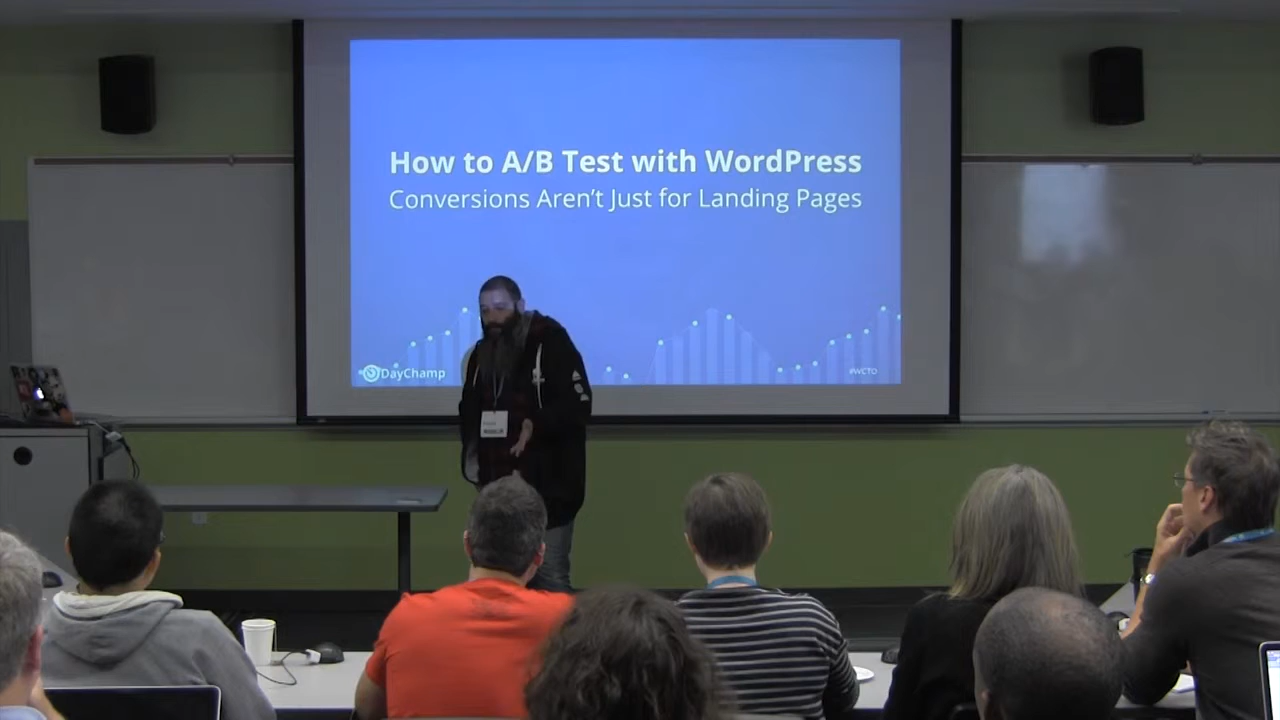 How to A/B Test with WordPress
Conversions Aren't Just for Landing Pages
DayChamp
#WCTO